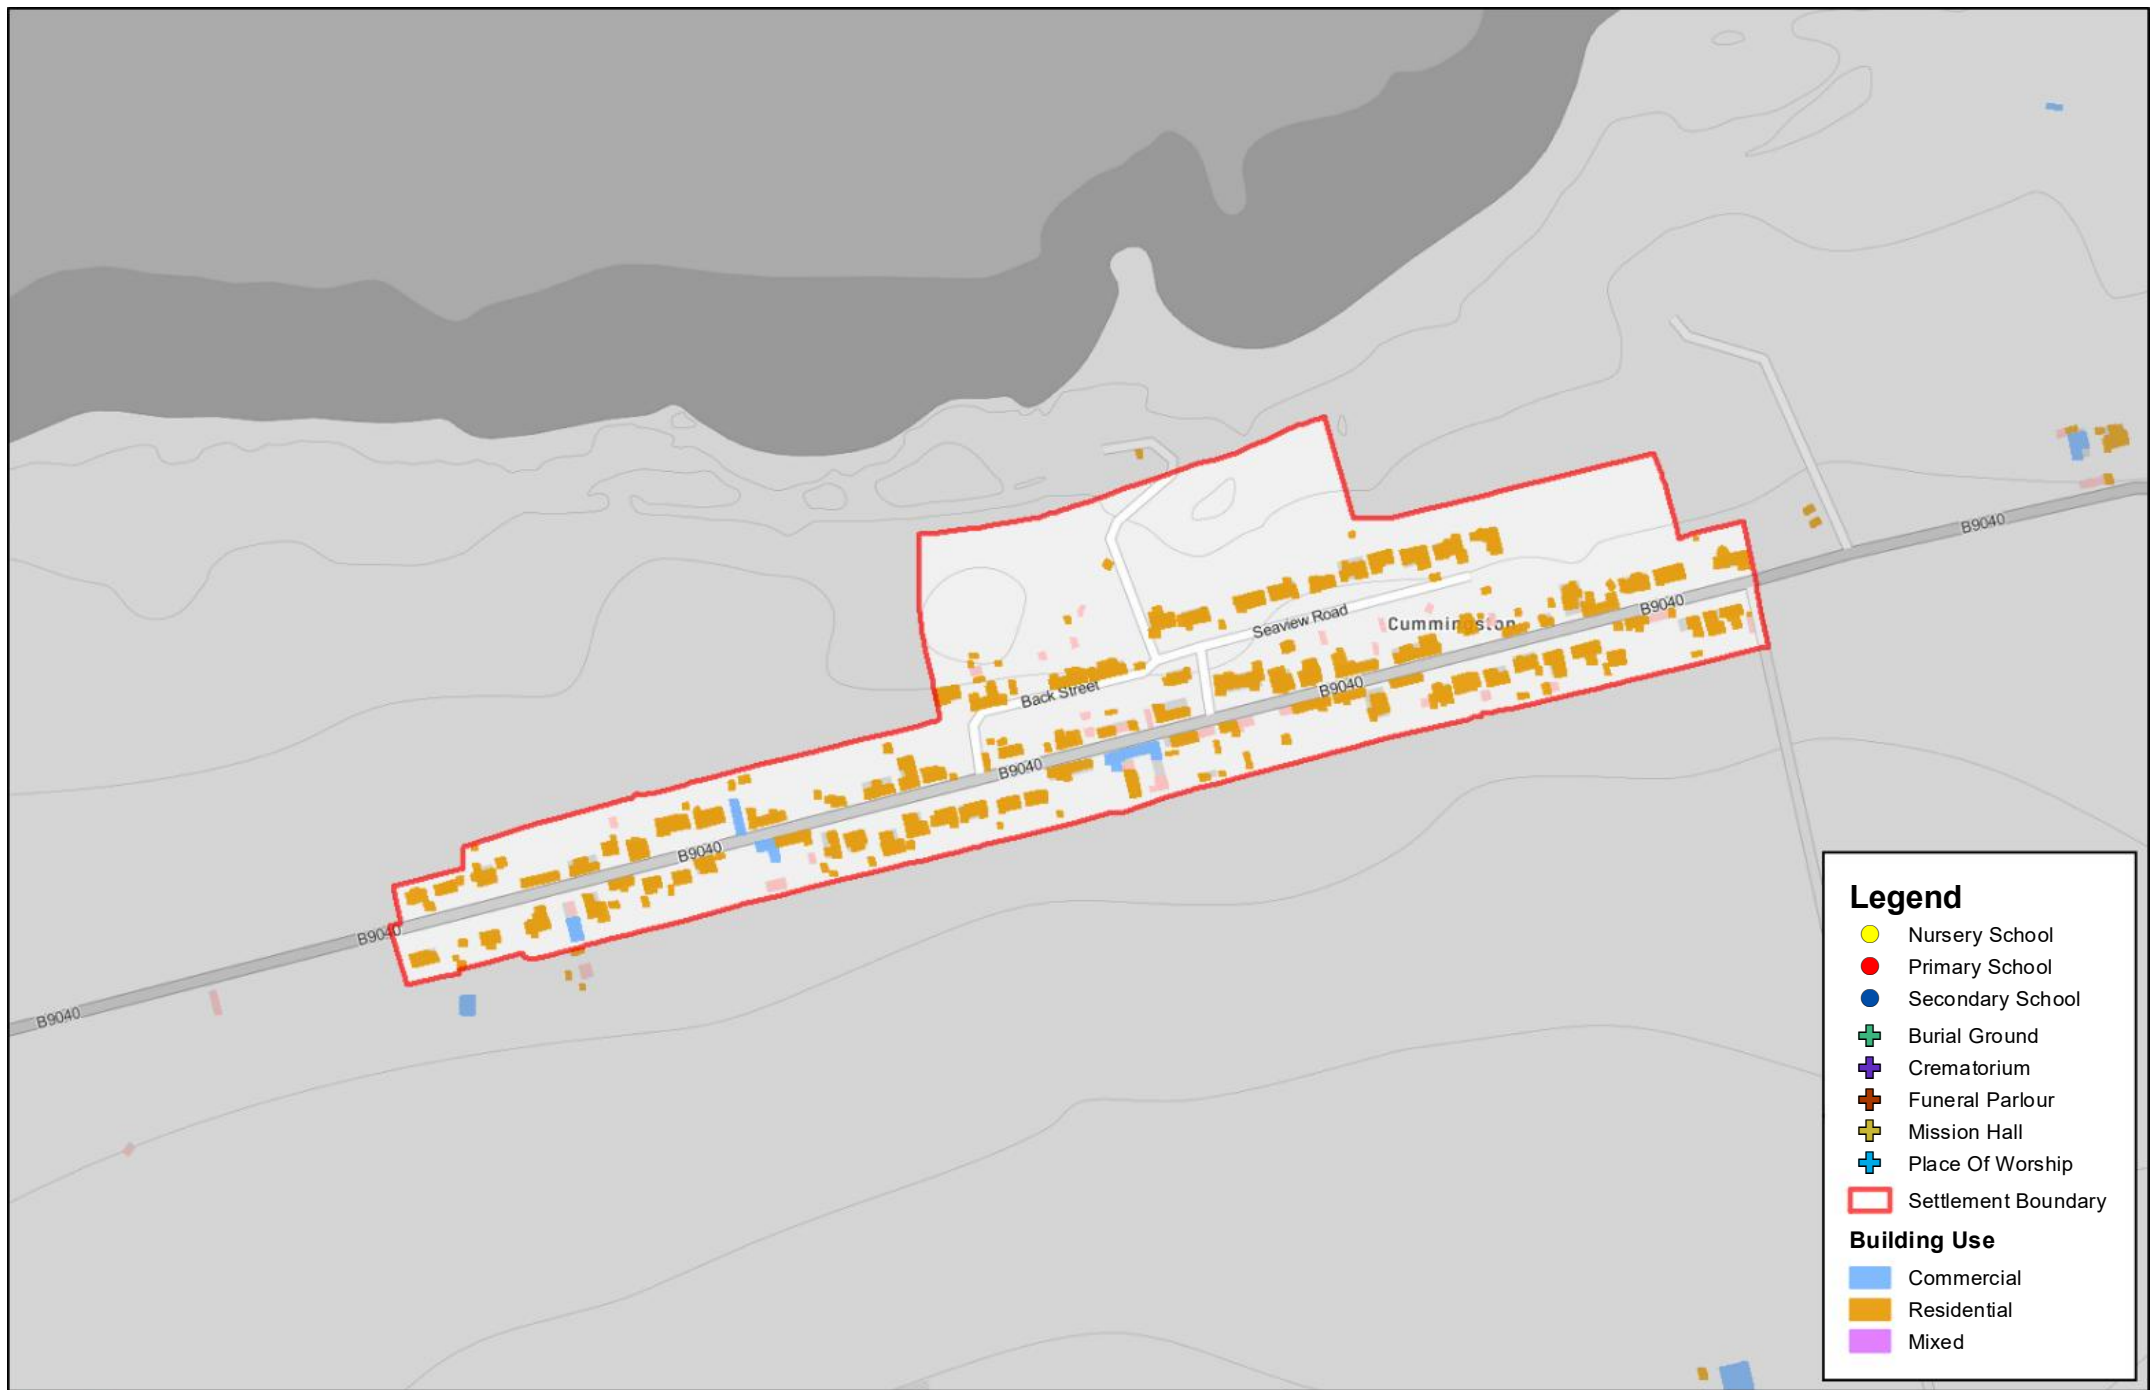 B9040
Seaview Road
Cummingston
B9040
Back Street
B9040
B9040
B9040
B9040
B9040
Legend
Nursery School
Primary School
Secondary School
Burial Ground
Crematorium
Funeral Parlour
Mission Hall
Place Of Worship
Settlement Boundary
Building Use
Commercial
Residential
Mixed